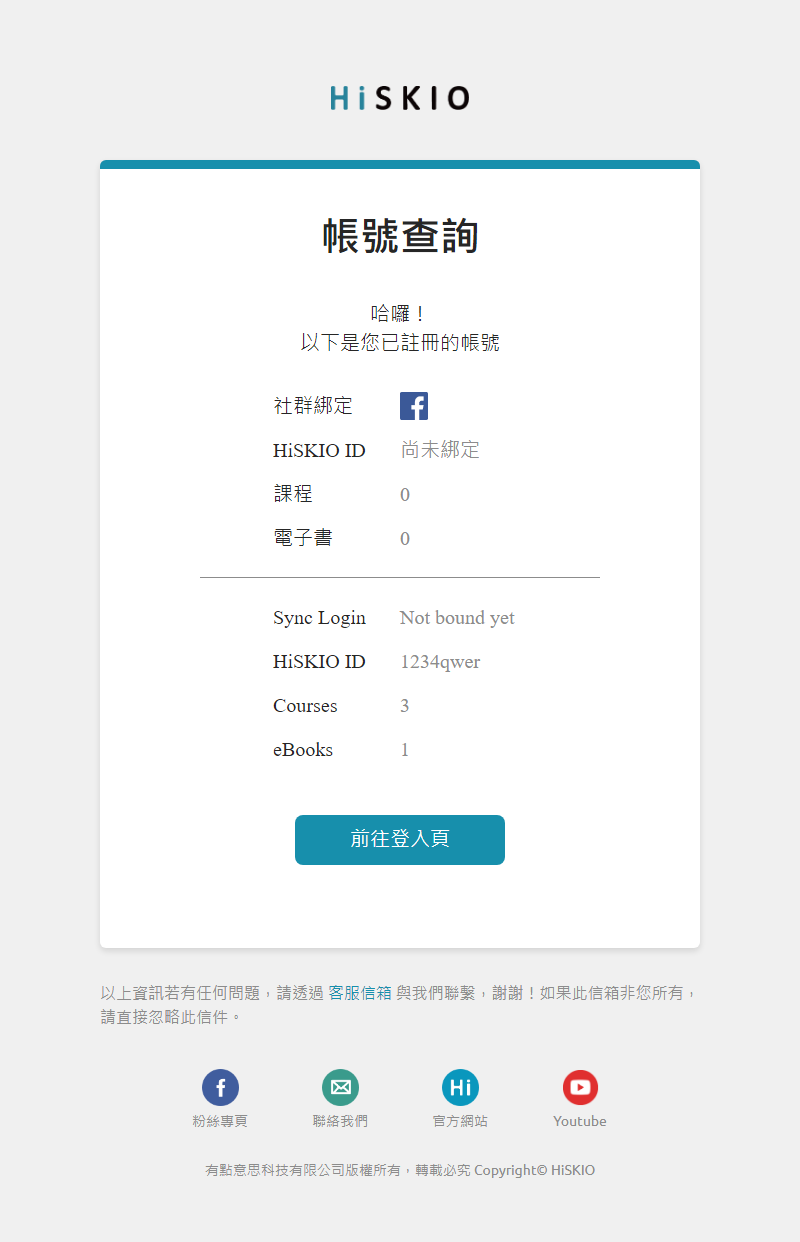 HiSKIO
帳號查詢
哈囉！
以下是您已註冊的帳號
社群綁定
HiSKIO ID 尚未綁定
課程 0
電子書 0
Sync Login Not bound yet
HiSKIO ID 1234qwer
Courses 3
eBooks 1
前往登入頁
以上資訊若有任何問題，請透過 客服信箱 與我們聯繫，謝謝！如果此信箱非您所有，
請直接忽略此信件。
Hi
粉絲專頁 聯絡我們 官方網站 Youtube
有點意思科技有限公司版權所有，轉載必究 Copyright© HiSKIO